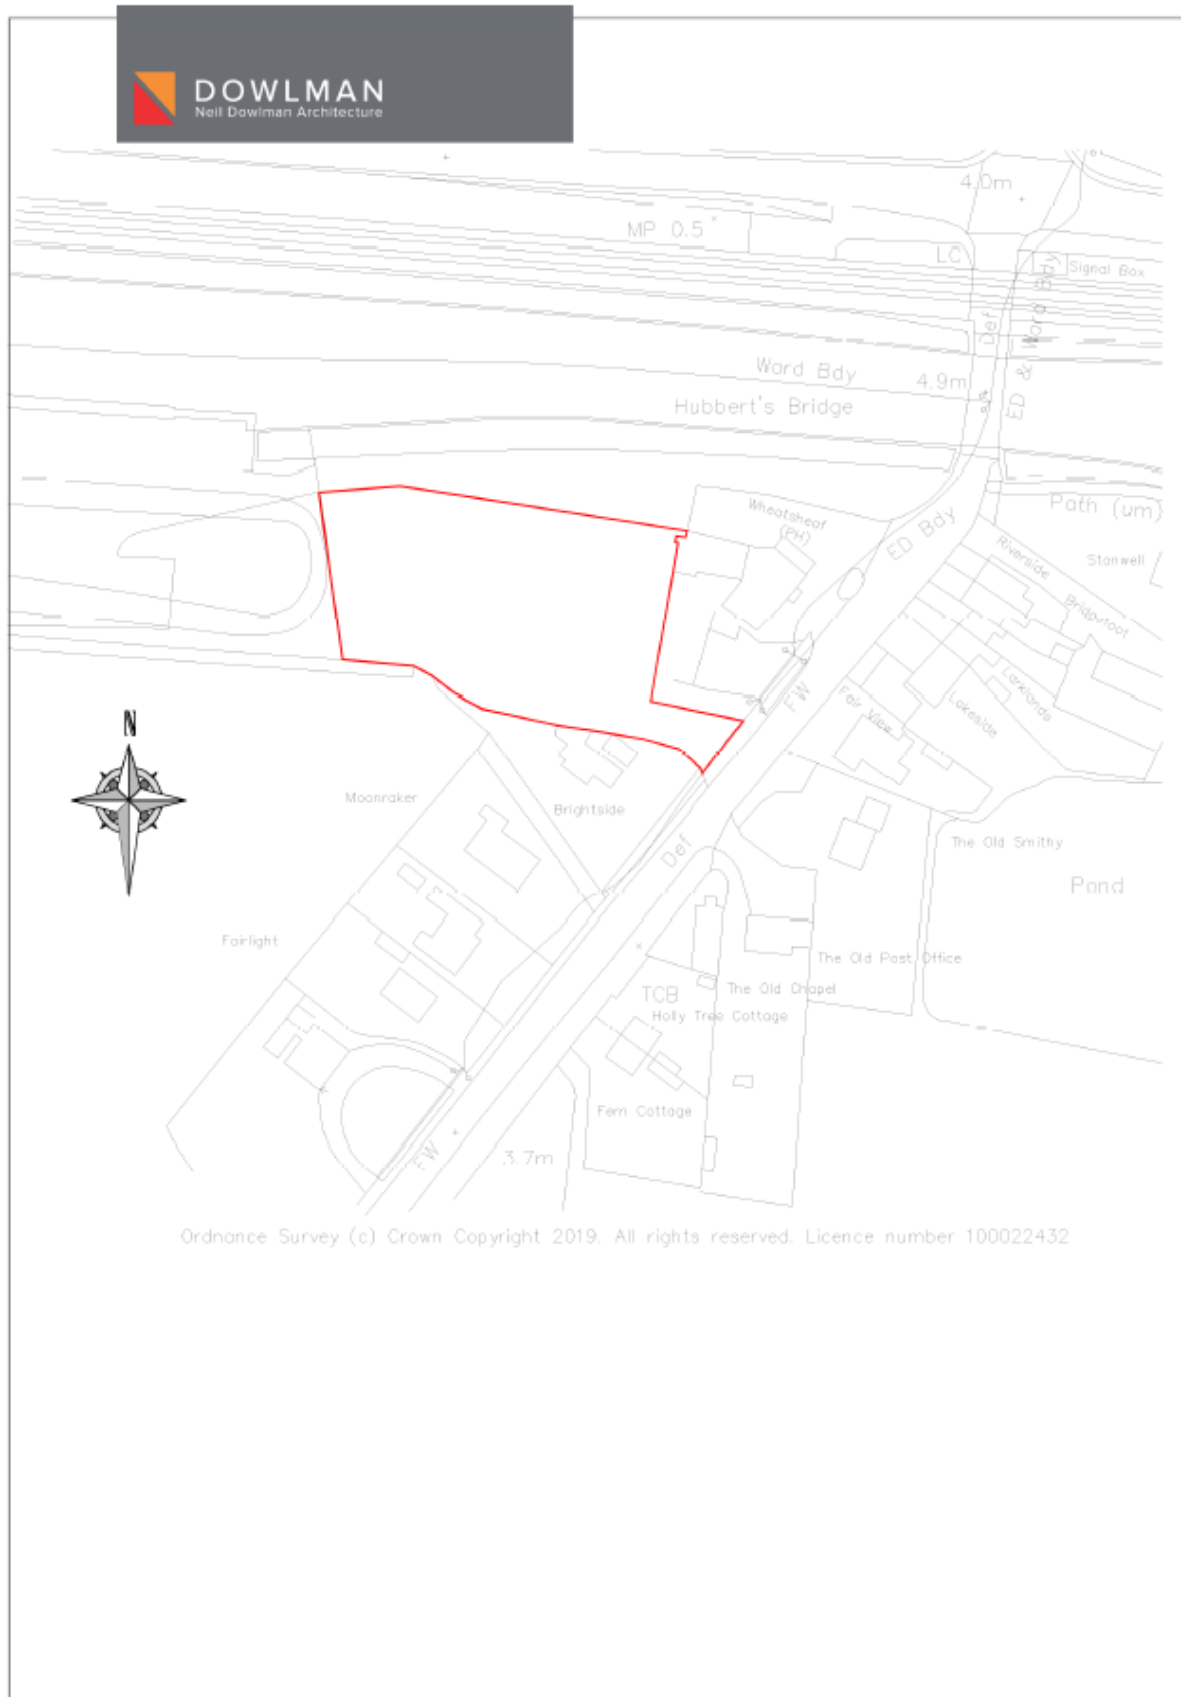 DOWLMAN
Neil Dowlman Architecture
4.0m
MP 0.5
LC
Signal Box
Def
ED & Ward Bdy
Ward Bdy
4.9m
Hubbert's Bridge
Wheatsheaf
(PH)
ED Bdy
Path (um)
Riverside
Stanwell
Bridgefoot
Larklands
Lakeside
Fair View
FW
N
Moonraker
Brightside
Def
The Old Smithy
Pond
Fairlight
The Old Post Office
TCB
The Old Chapel
Holly Tree Cottage
Fern Cottage
FW
3.7m
Ordnance Survey (c) Crown Copyright 2019. All rights reserved. Licence number 100022432